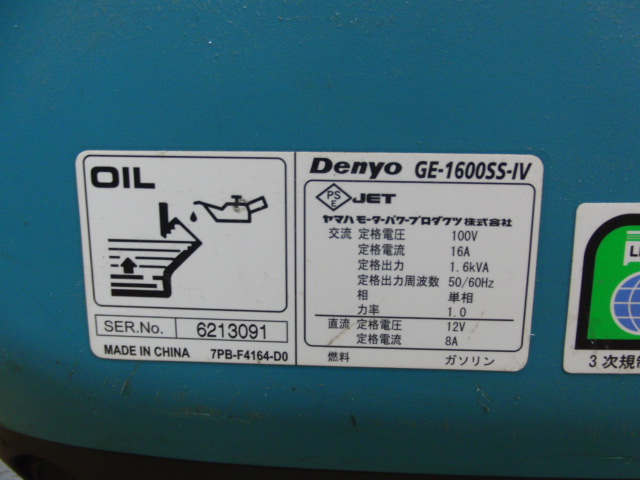 OIL
SER.No. 6213091
MADE IN CHINA 7PB-F4164-D0
Denyo GE-1600SS-IV
PS
E
JET
ヤマハモーターパワープロダクツ株式会社
交流 定格電圧 100V
定格電流 16A
定格出力 1.6kVA
定格出力周波数 50/60Hz
相 単相
力率 1.0
直流 定格電圧 12V
定格電流 8A
燃料 ガソリン
3次規